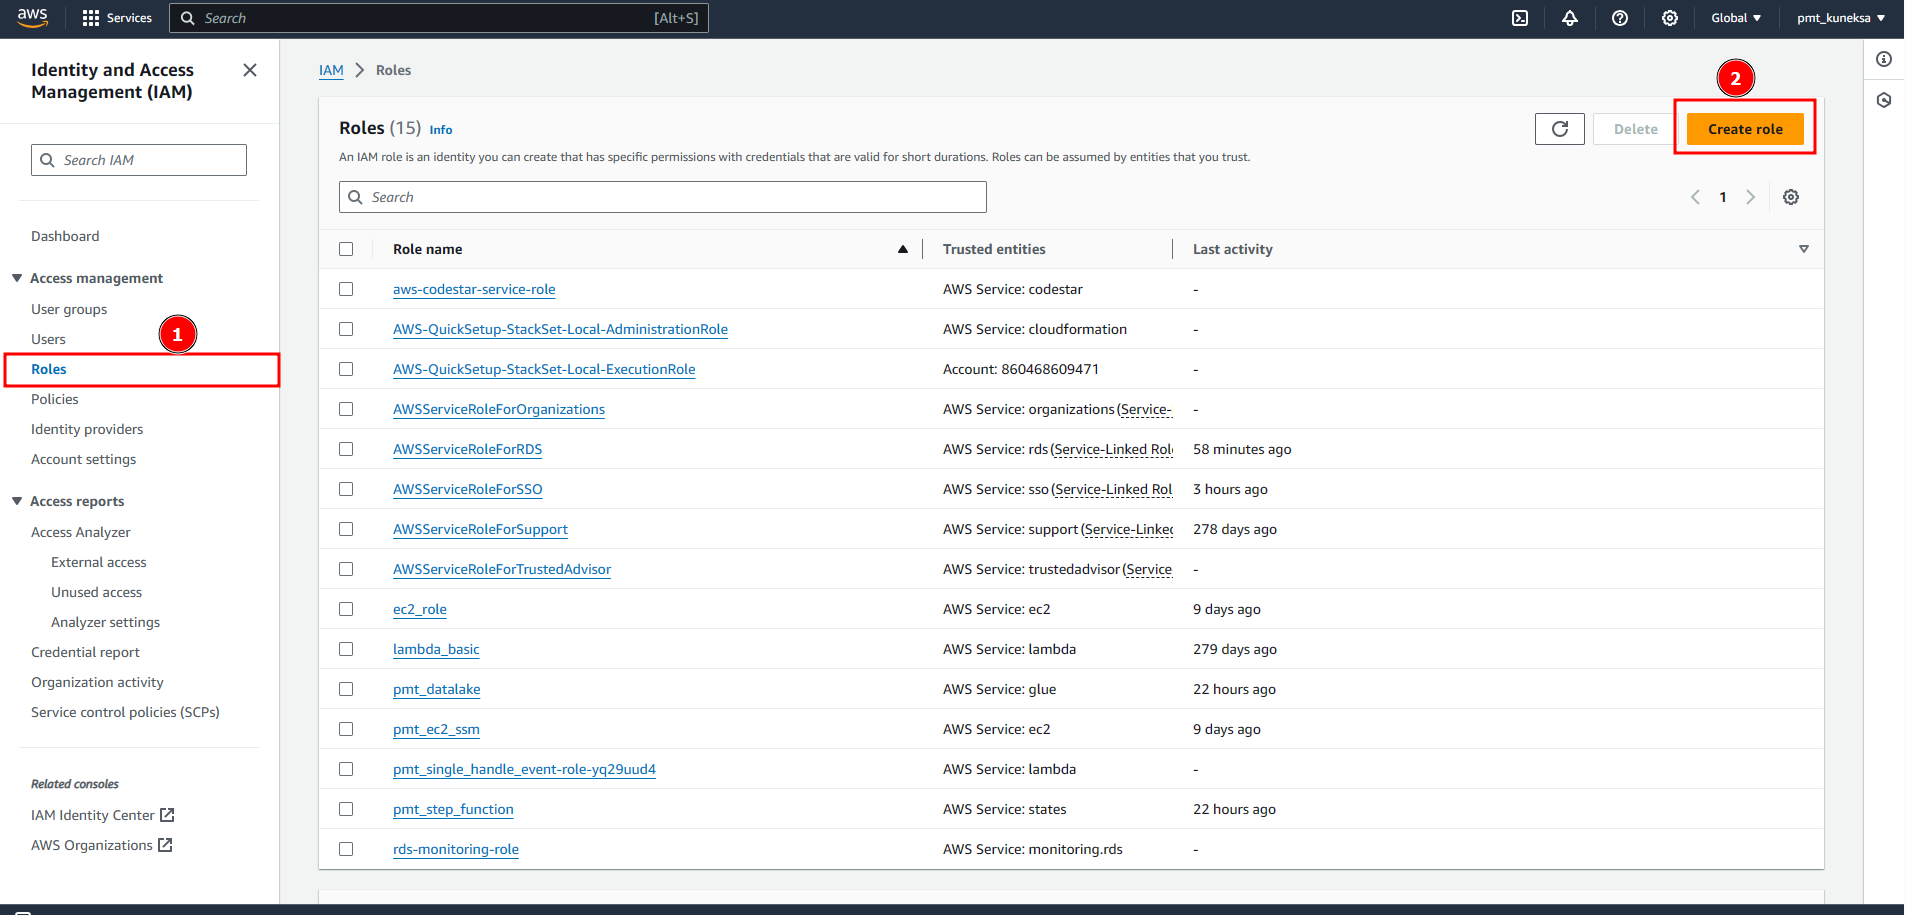 aws
Services
Search
[Alt+S]
Global
pmt_kuneksa
Identity and Access
Management (IAM)
Search IAM
Dashboard
Access management
User groups
Users
1
Roles
Policies
Identity providers
Account settings
Access reports
Access Analyzer
External access
Unused access
Analyzer settings
Credential report
Organization activity
Service control policies (SCPs)
Related consoles
IAM Identity Center
AWS Organizations
IAM > Roles
2
Roles (15) Info
Delete
Create role
An IAM role is an identity you can create that has specific permissions with credentials that are valid for short durations. Roles can be assumed by entities that you trust.
Search
1
Role name Trusted entities Last activity
aws-codestar-service-role AWS Service: codestar -
AWS-QuickSetup-StackSet-Local-AdministrationRole AWS Service: cloudformation -
AWS-QuickSetup-StackSet-Local-ExecutionRole Account: 860468609471 -
AWSServiceRoleForOrganizations AWS Service: organizations (Service- -
AWSServiceRoleForRDS AWS Service: rds (Service-Linked Role 58 minutes ago
AWSServiceRoleForSSO AWS Service: sso (Service-Linked Rol 3 hours ago
AWSServiceRoleForSupport AWS Service: support (Service-Linked 278 days ago
AWSServiceRoleForTrustedAdvisor AWS Service: trustedadvisor (Service -
ec2_role AWS Service: ec2 9 days ago
lambda_basic AWS Service: lambda 279 days ago
pmt_datalake AWS Service: glue 22 hours ago
pmt_ec2_ssm AWS Service: ec2 9 days ago
pmt_single_handle_event-role-yq29uud4 AWS Service: lambda -
pmt_step_function AWS Service: states 22 hours ago
rds-monitoring-role AWS Service: monitoring.rds -